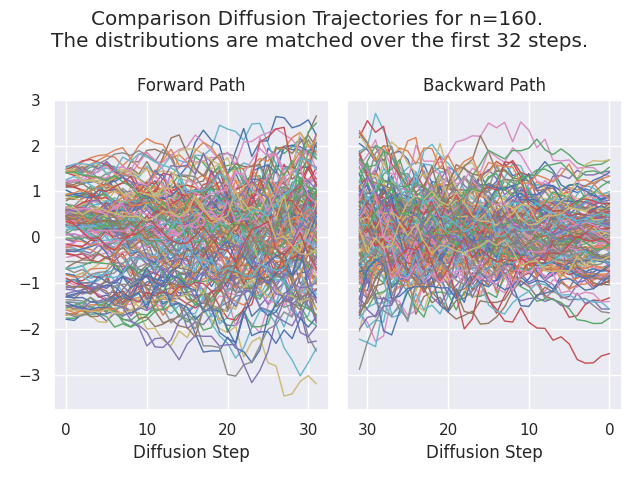 Comparison Diffusion Trajectories for n=160.
The distributions are matched over the first 32 steps.
Forward Path
Backward Path
3
2
1
0
−1
−2
−3
0 10 20 30
30 20 10 0
Diffusion Step
Diffusion Step